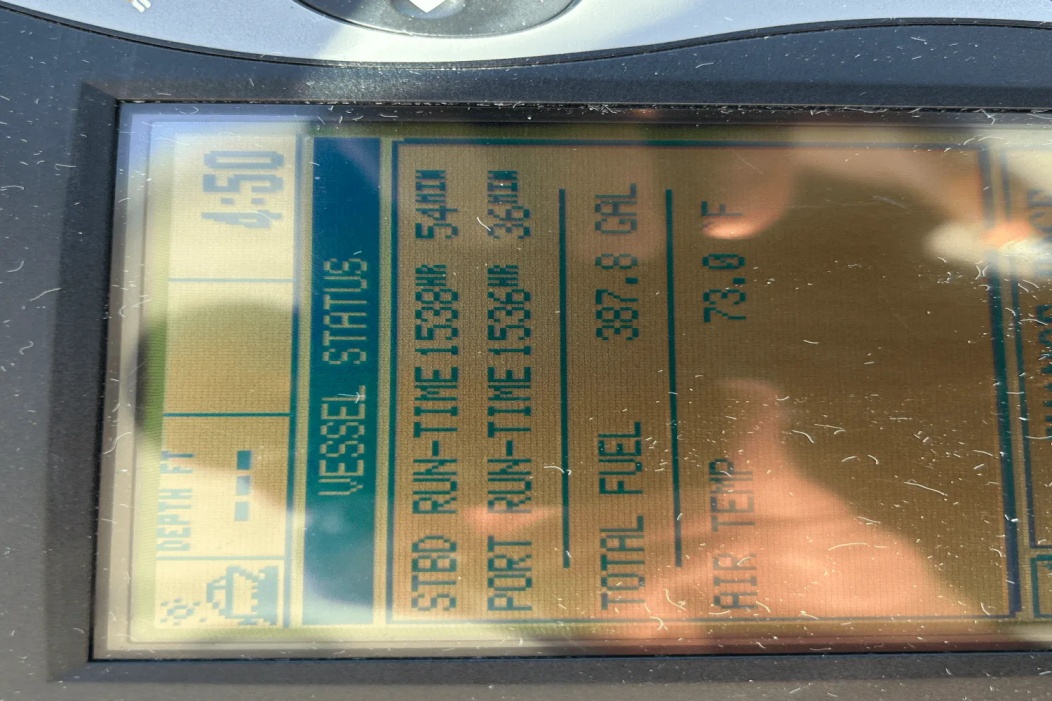 DEPTH FT
---
4:50
VESSEL STATUS
STBD RUN-TIME 1538HR 54MIN
PORT RUN-TIME 1536HR 36MIN
TOTAL FUEL 387.8 GAL
AIR TEMP 73.0 °F